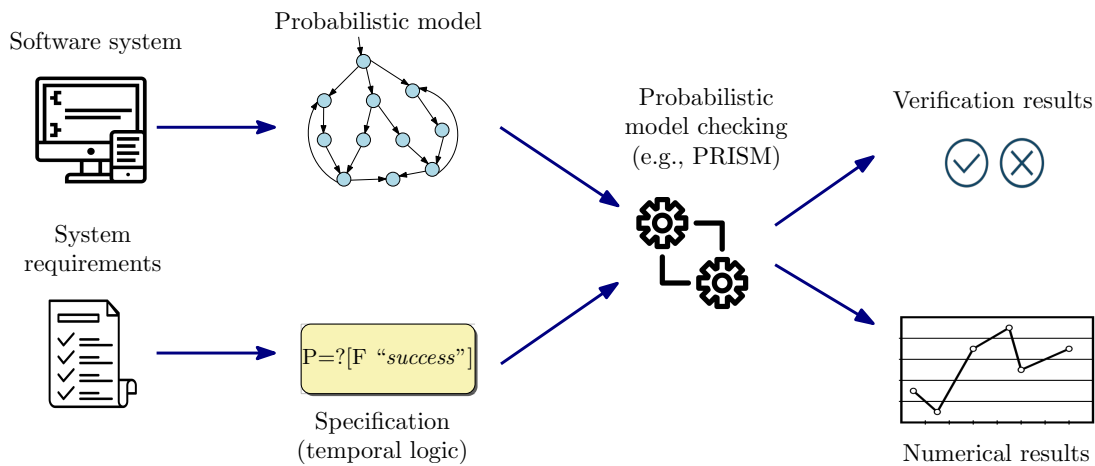 Software system
Probabilistic model
System
requirements
P=?[F “success”]
Specification
(temporal logic)
Probabilistic
model checking
(e.g., PRISM)
Verification results
Numerical results